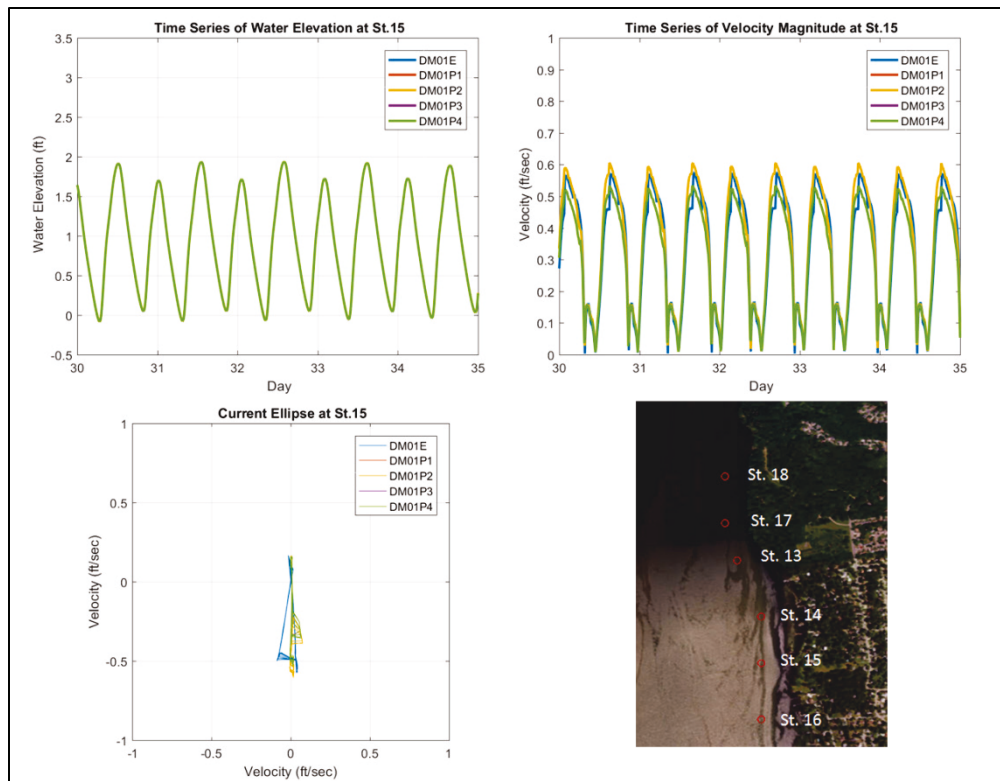 Time Series of Water Elevation at St.15
3.5
3
2.5
2
1.5
1
0.5
0
-0.5
30
31
32
33
34
35
Water Elevation (ft)
Day
DM01E
DM01P1
DM01P2
DM01P3
DM01P4
Time Series of Velocity Magnitude at St.15
1
0.9
0.8
0.7
0.6
0.5
0.4
0.3
0.2
0.1
0
30
31
32
33
34
35
Velocity (ft/sec)
Day
DM01E
DM01P1
DM01P2
DM01P3
DM01P4
Current Ellipse at St.15
1
0.5
0
-0.5
-1
-1
-0.5
0
0.5
1
Velocity (ft/sec)
Velocity (ft/sec)
DM01E
DM01P1
DM01P2
DM01P3
DM01P4
St. 18
St. 17
St. 13
St. 14
St. 15
St. 16